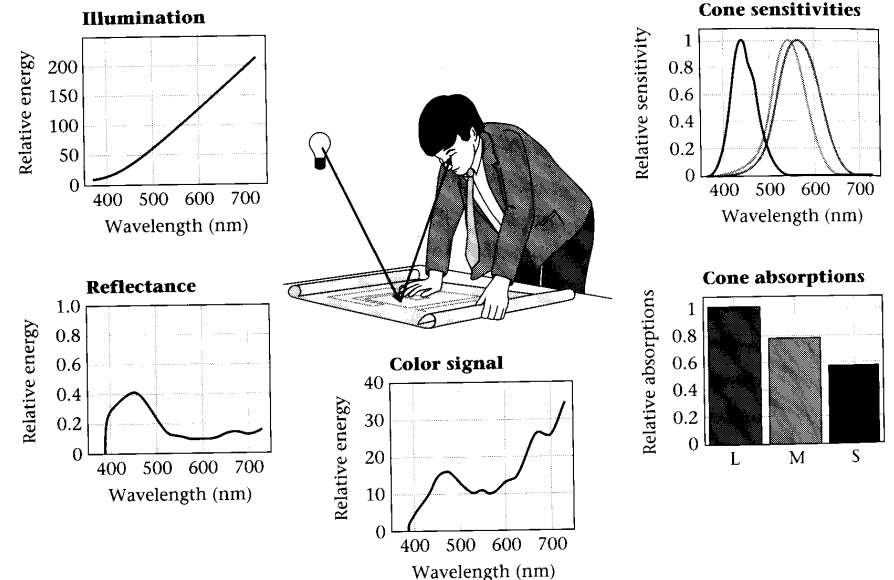 Illumination
Relative energy
200
150
100
50
0
400 500 600 700
Wavelength (nm)
Cone sensitivities
Relative sensitivity
1
0.8
0.6
0.4
0.2
0
400 500 600 700
Wavelength (nm)
Reflectance
Relative energy
1.0
0.8
0.6
0.4
0.2
0
400 500 600 700
Wavelength (nm)
Color signal
Relative energy
40
30
20
10
0
400 500 600 700
Wavelength (nm)
Cone absorptions
Relative absorptions
1
0.8
0.6
0.4
0.2
0
L M S